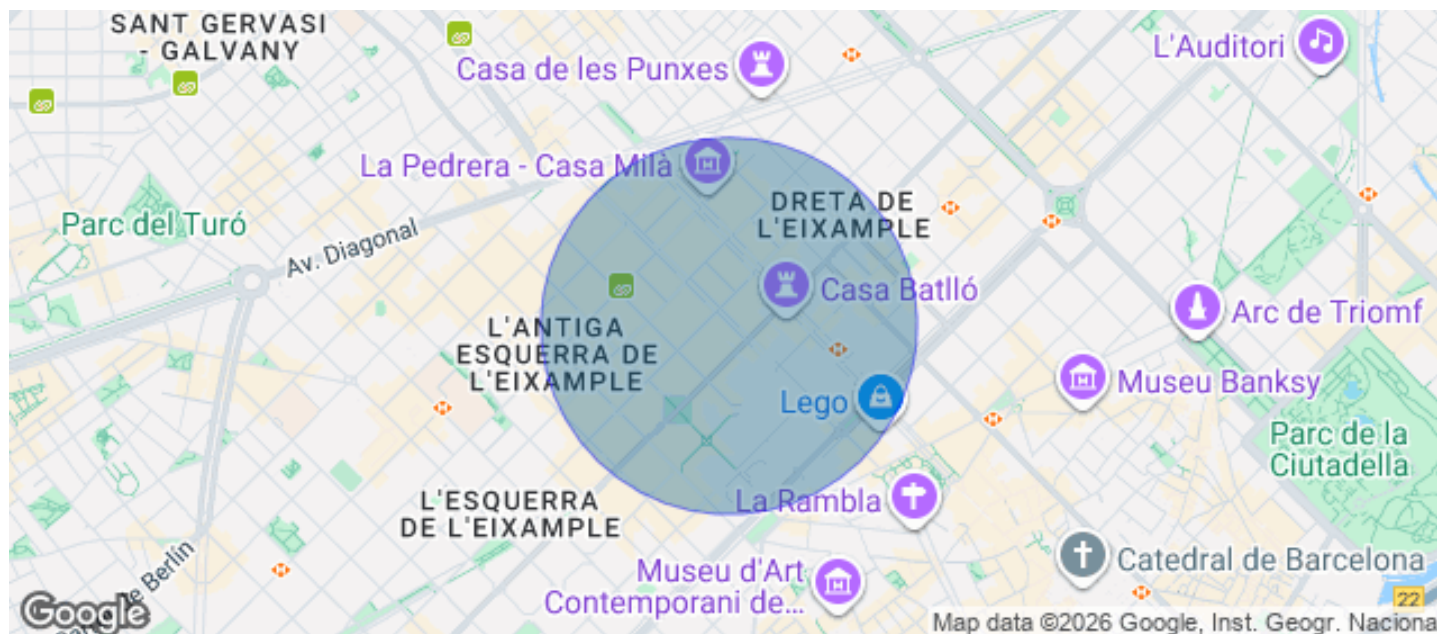 SANT GERVASI
- GALVANY
L'Auditori
Casa de les Punxes
La Pedrera - Casa Milà
DRETA DE
L'EIXAMPLE
Parc del Turó
Av. Diagonal
Casa Batlló
Arc de Triomf
L'ANTIGA
ESQUERRA DE
L'EIXAMPLE
Museu Banksy
Lego
Parc de la
Ciutadella
L'ESQUERRA
DE L'EIXAMPLE
La Rambla
Catedral de Barcelona
Museu d'Art
Contemporani de...
de Berlín
22
Google
Map data ©2026 Google, Inst. Geogr. Naciona